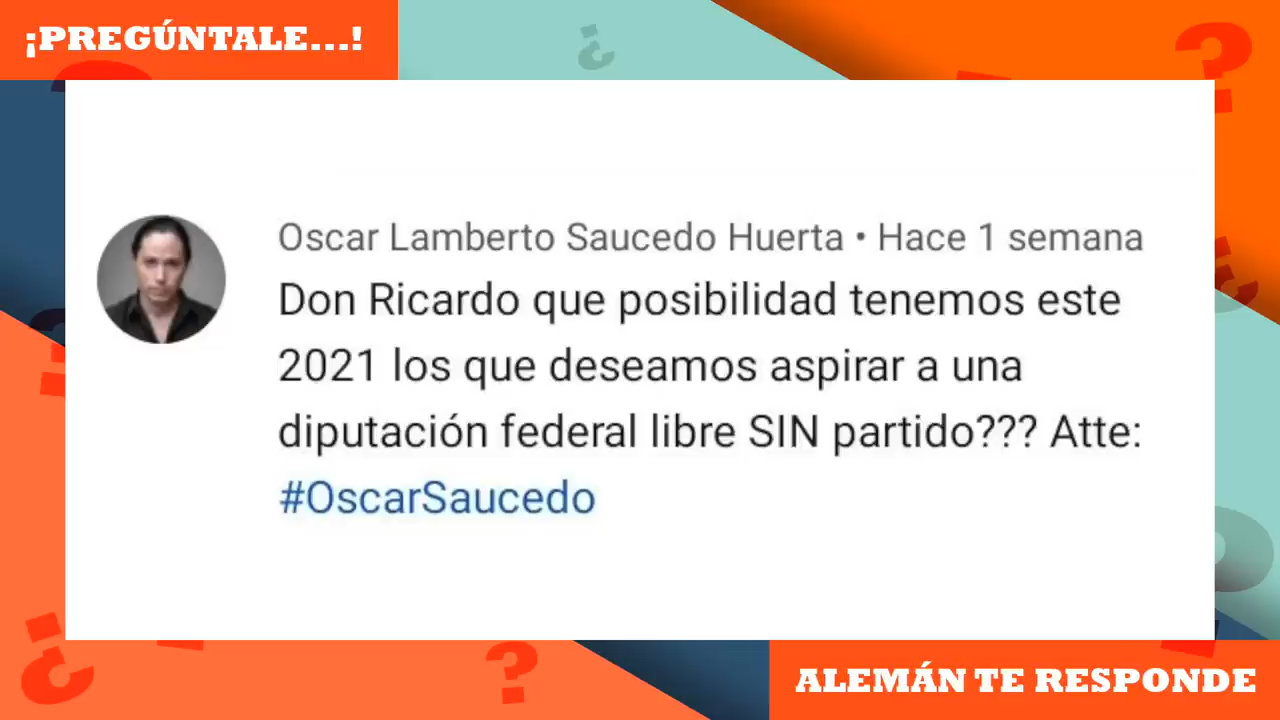 ¡PREGÚNTALE...!
Oscar Lamberto Saucedo Huerta • Hace 1 semana
Don Ricardo que posibilidad tenemos este
2021 los que deseamos aspirar a una
diputación federal libre SIN partido??? Atte:
#OscarSaucedo
ALEMÁN TE RESPONDE